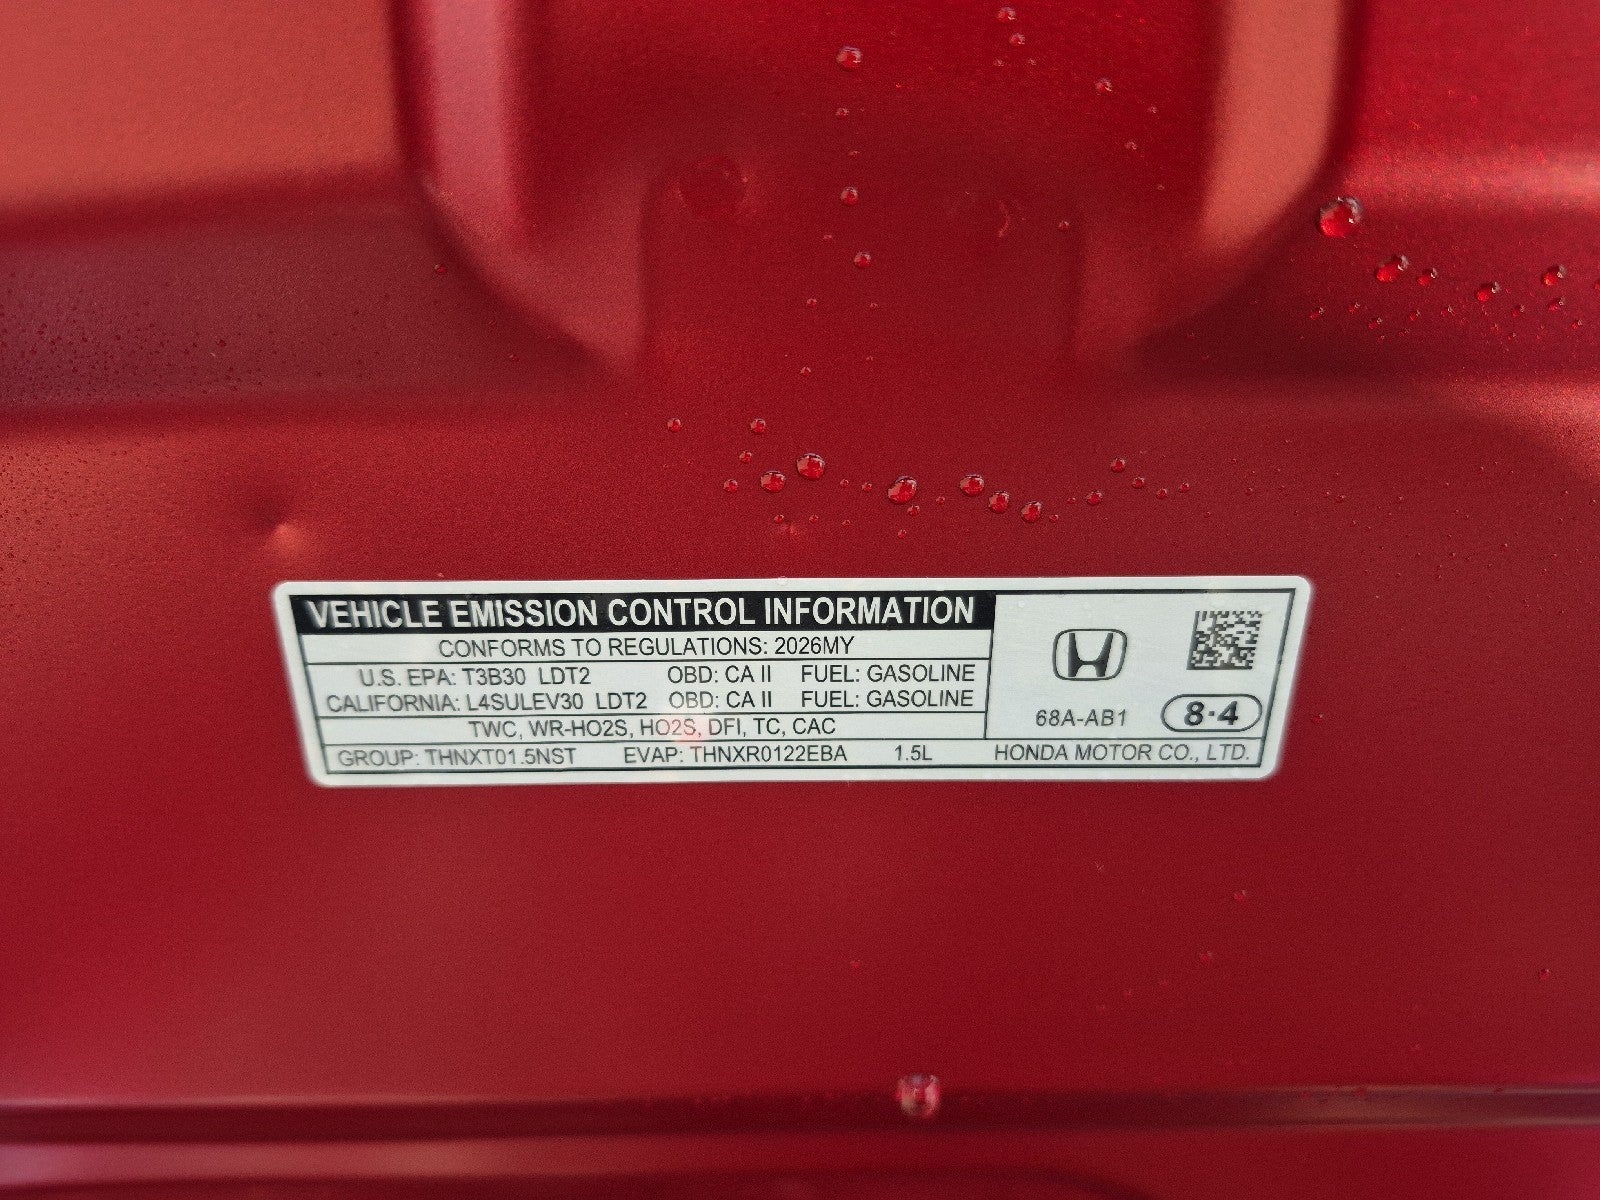 VEHICLE EMISSION CONTROL INFORMATION
CONFORMS TO REGULATIONS: 2026MY
U.S. EPA: T3B30 LDT2 OBD: CA II FUEL: GASOLINE
CALIFORNIA: L4SULEV30 LDT2 OBD: CA II FUEL: GASOLINE
TWC, WR-HO2S, HO2S, DFI, TC, CAC
GROUP: THNXT01.5NST EVAP: THNXR0122EBA 1.5L
68A-AB1 8·4
HONDA MOTOR CO., LTD.